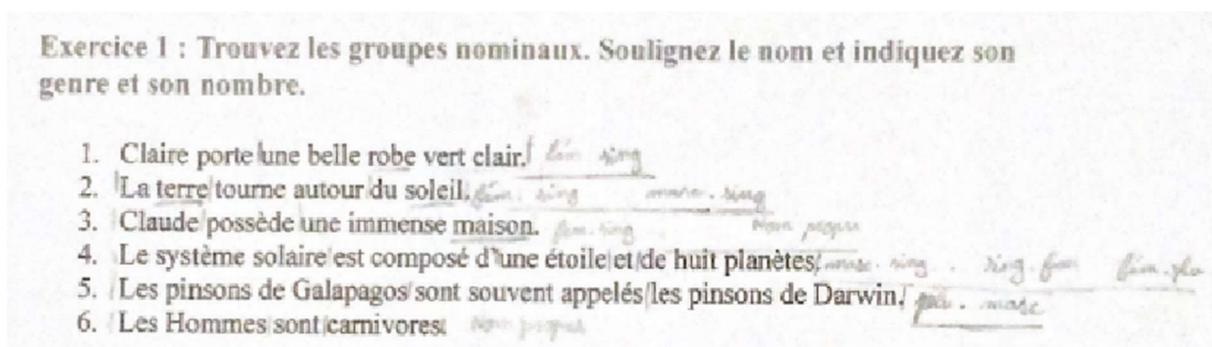 Exercice 1 : Trouvez les groupes nominaux. Soulignez le nom et indiquez son
genre et son nombre.
1. Claire porte une belle robe vert clair. fém sing
2. La terre tourne autour du soleil. fém. sing masc. sing
3. Claude possède une immense maison. fém. sing Nom propre
4. Le système solaire est composé d'une étoile et de huit planètes. masc. sing. sing. fém fém. plu
5. Les pinsons de Galapagos sont souvent appelés les pinsons de Darwin. plu. masc
6. Les Hommes sont carnivores. Nom propre